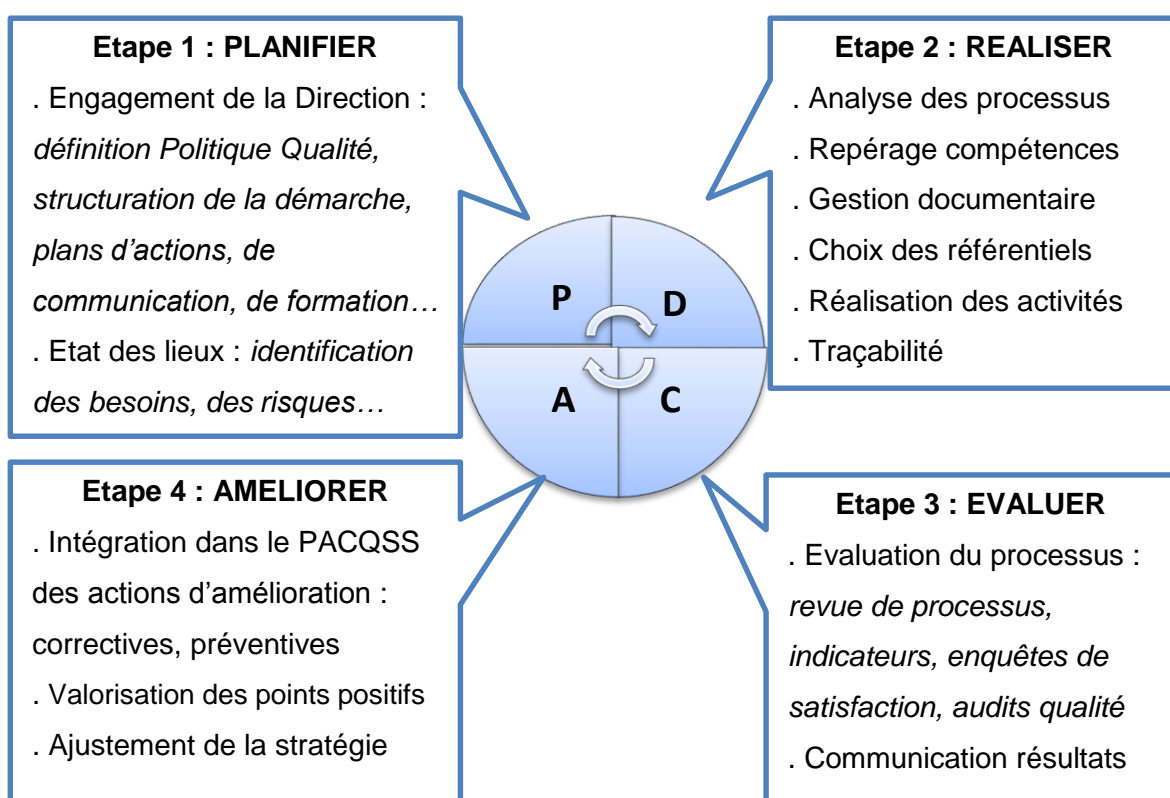 Etape 1 : PLANIFIER
. Engagement de la Direction :
définition Politique Qualité,
structuration de la démarche,
plans d'actions, de
communication, de formation…
. Etat des lieux : identification
des besoins, des risques…
Etape 2 : REALISER
. Analyse des processus
. Repérage compétences
. Gestion documentaire
. Choix des référentiels
. Réalisation des activités
. Traçabilité
P
D
A
C
Etape 4 : AMELIORER
. Intégration dans le PACQSS
des actions d'amélioration :
correctives, préventives
. Valorisation des points positifs
. Ajustement de la stratégie
Etape 3 : EVALUER
. Evaluation du processus :
revue de processus,
indicateurs, enquêtes de
satisfaction, audits qualité
. Communication résultats